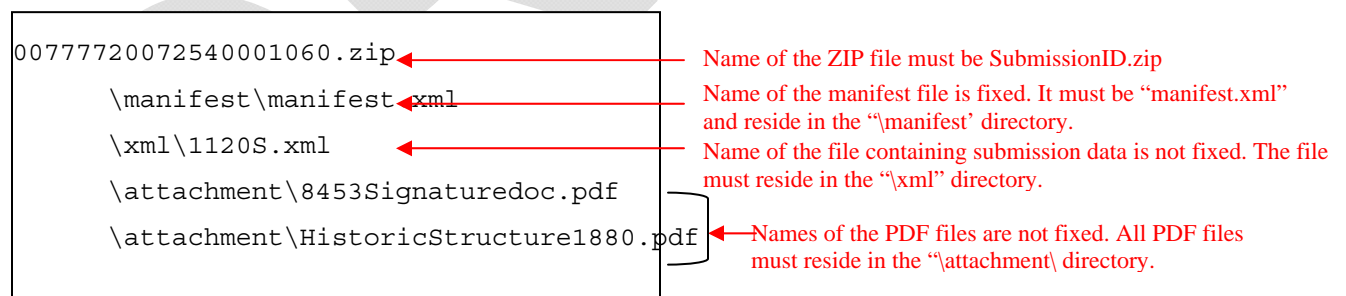 00777720072540001060.zip
\manifest\manifest.xml
\xml\1120S.xml
\attachment\8453Signaturedoc.pdf
\attachment\HistoricStructure1880.pdf
Name of the ZIP file must be SubmissionID.zip
Name of the manifest file is fixed. It must be “manifest.xml”
and reside in the “\manifest’ directory.
Name of the file containing submission data is not fixed. The file
must reside in the “\xml” directory.
Names of the PDF files are not fixed. All PDF files
must reside in the “\attachment\ directory.